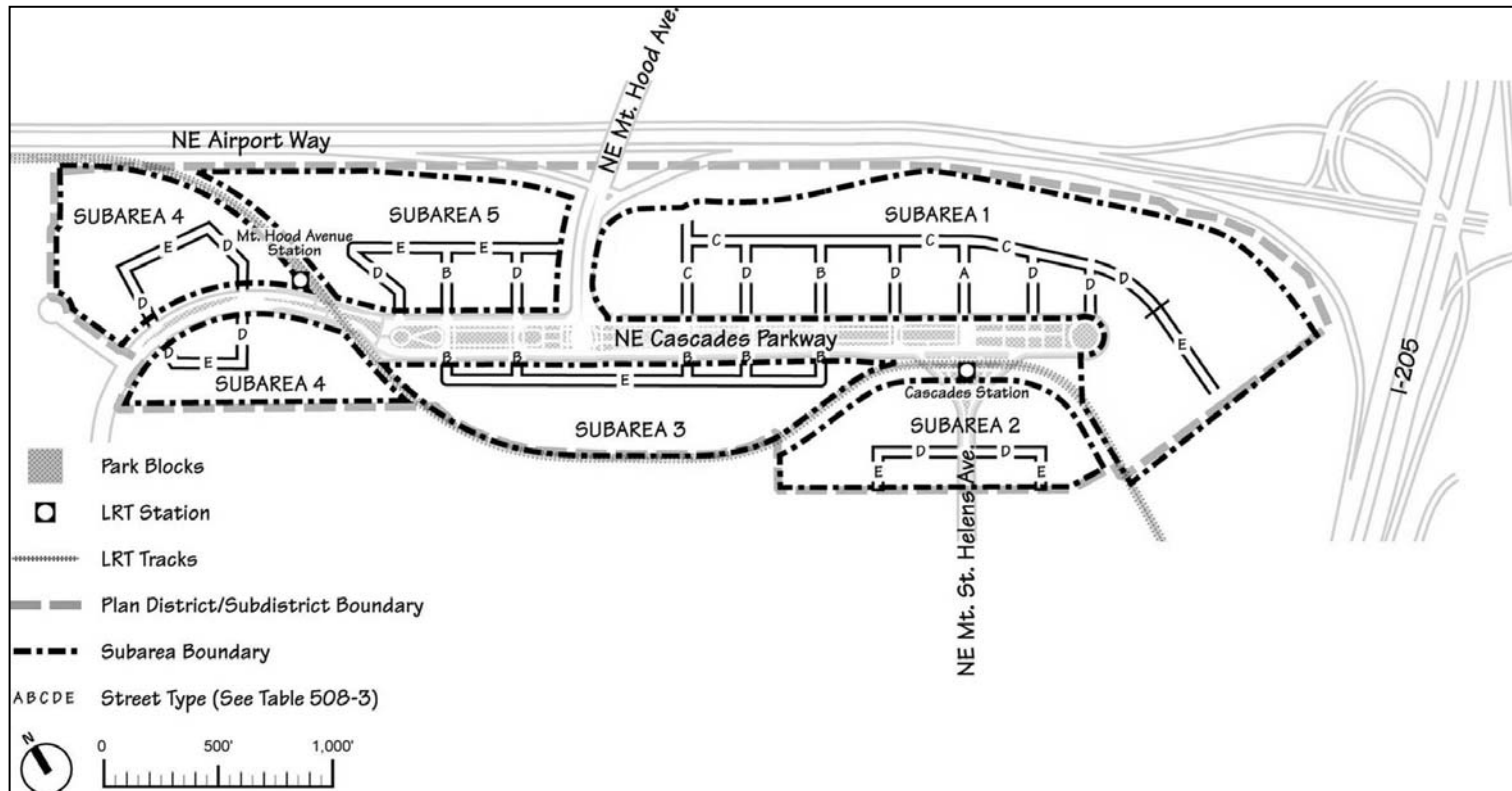 NE Mt. Hood Ave.
NE Airport Way
SUBAREA 4
SUBAREA 5
SUBAREA 1
Mt. Hood Avenue
Station
E
D
D
E
E
D
B
D
C
C
C
C
D
B
D
A
D
D
D
E
NE Cascades Parkway
D
E
D
SUBAREA 4
B
B
B
B
B
E
SUBAREA 3
Cascades Station
SUBAREA 2
D
D
E
E
NE Mt. St. Helens Ave.
I-205
Park Blocks
LRT Station
LRT Tracks
Plan District/Subdistrict Boundary
Subarea Boundary
A B C D E Street Type (See Table 508-3)
N
0 500' 1,000'